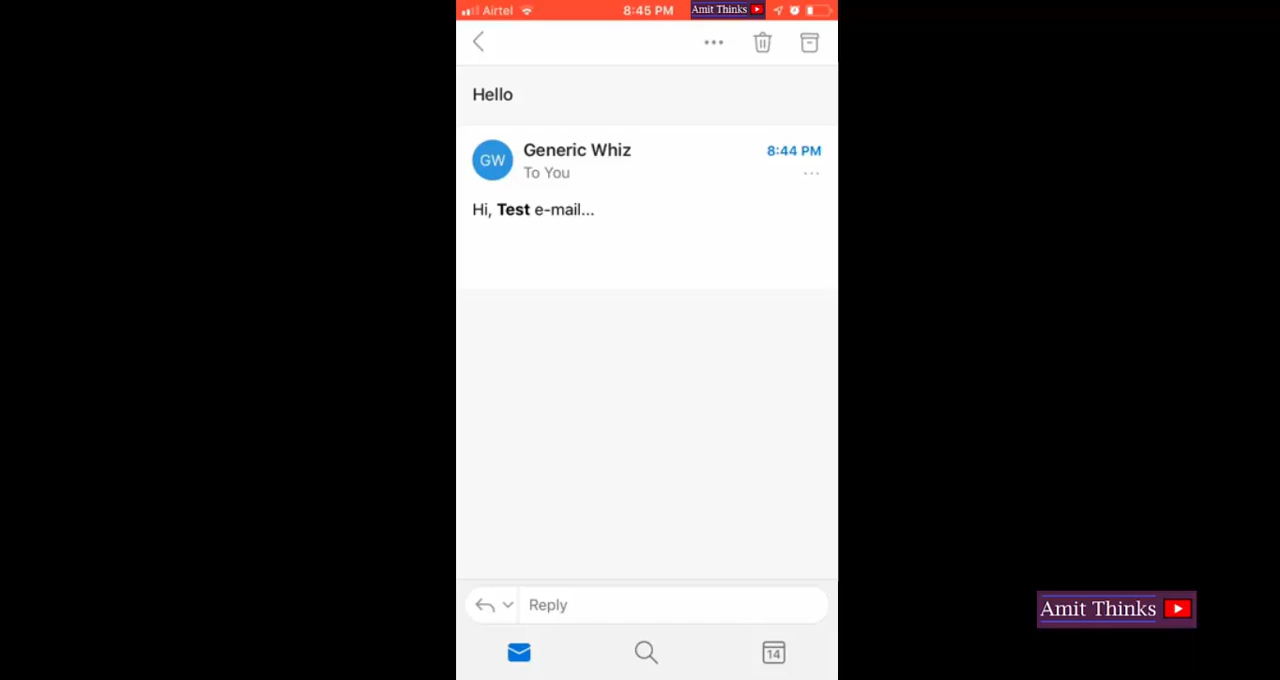 Airtel 8:45 PM Amit Thinks
Hello
GW Generic Whiz 8:44 PM
To You
Hi, Test e-mail...
Reply
14
Amit Thinks